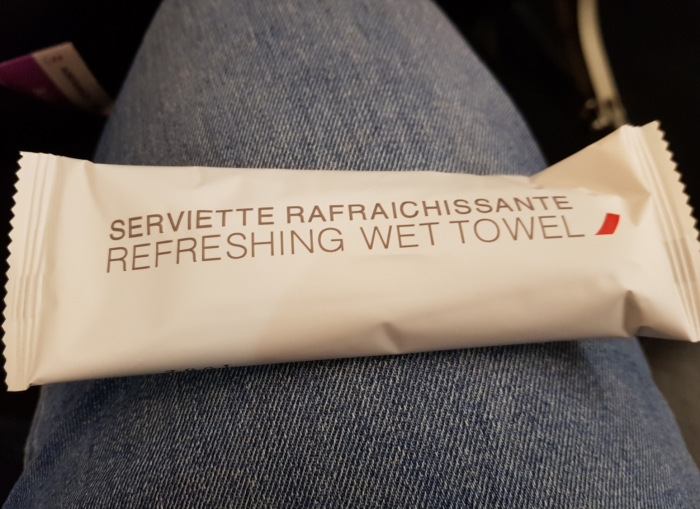 SERVIETTE RAFRAICHISSANTE
REFRESHING WET TOWEL